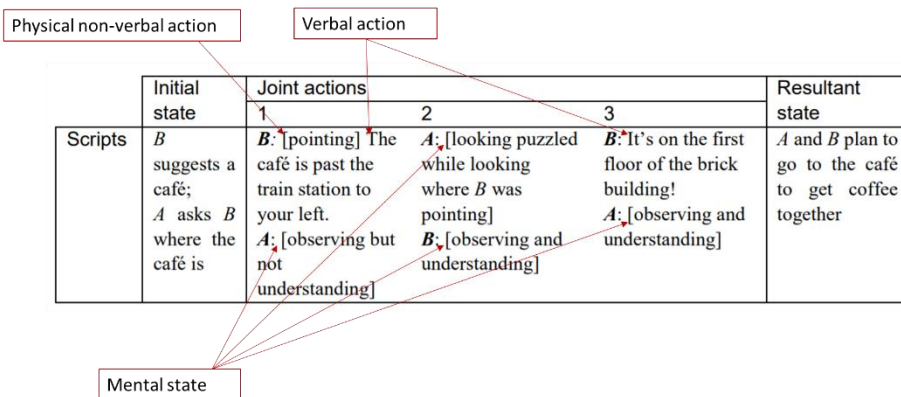 Physical non-verbal action
Verbal action
Initial state
Joint actions
Resultant state
1
2
3
Scripts
B
suggests a
café;
A asks B
where the
café is
B: [pointing] The
café is past the
train station to
your left.
A: [observing but
not
understanding]
A: [looking puzzled
while looking
where B was
pointing]
B: [observing and
understanding]
B: It's on the first
floor of the brick
building!
A: [observing and
understanding]
A and B plan to
go to the café
to get coffee
together
Mental state